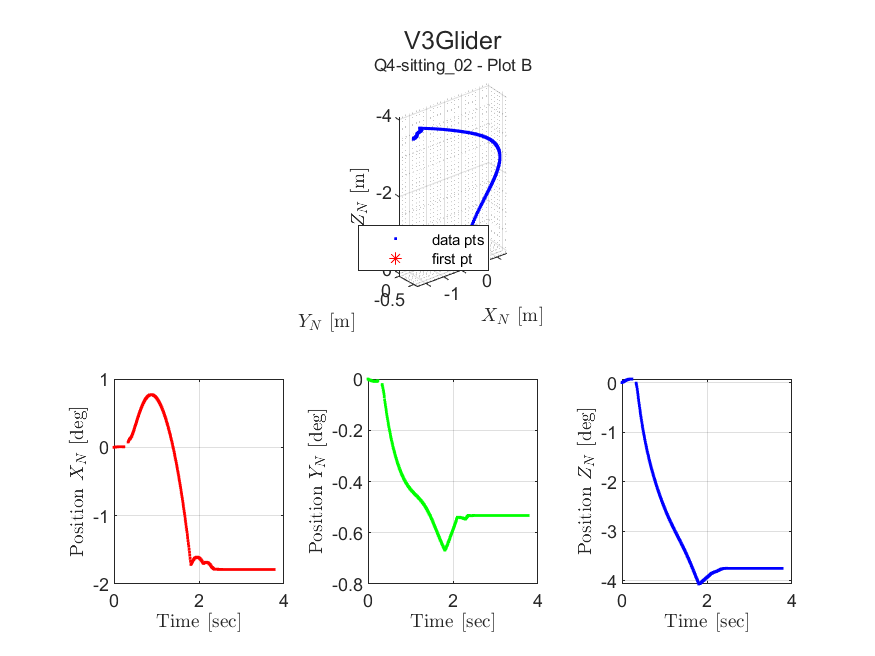 V3Glider
Q4-sitting_02 - Plot B
-4
-2
0
Z_N [m]
data pts
first pt
0
-0.5
-1
0
Y_N [m]
X_N [m]
1
0
-1
-2
Position X_N [deg]
0
2
4
Time [sec]
0
-0.2
-0.4
-0.6
-0.8
Position Y_N [deg]
0
2
4
Time [sec]
0
-1
-2
-3
-4
Position Z_N [deg]
0
2
4
Time [sec]